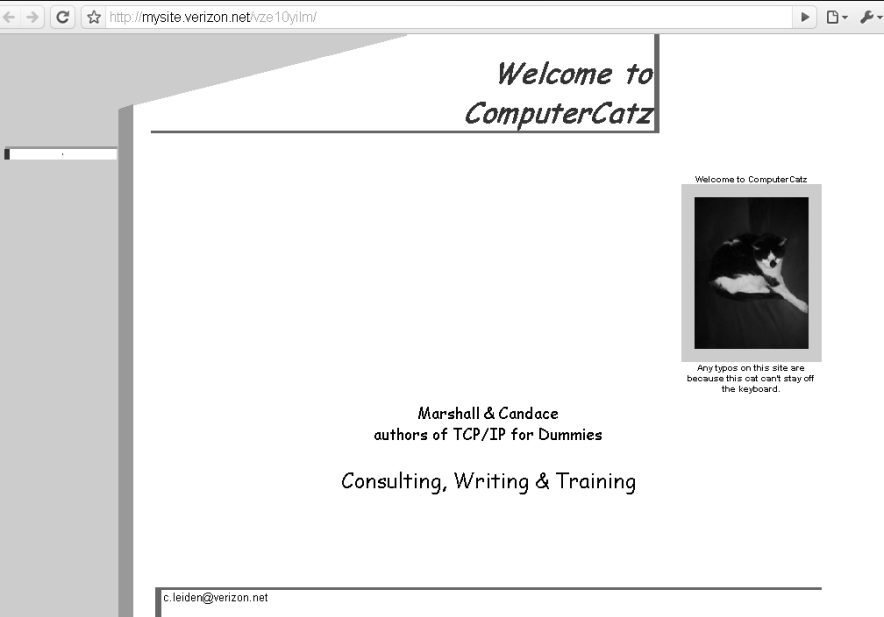 http://mysite.verizon.net/vze10yilm/
Welcome to
ComputerCatz
Welcome to ComputerCatz
Any typos on this site are
because this cat can't stay off
the keyboard.
Marshall & Candace
authors of TCP/IP for Dummies
Consulting, Writing & Training
c.leiden@verizon.net